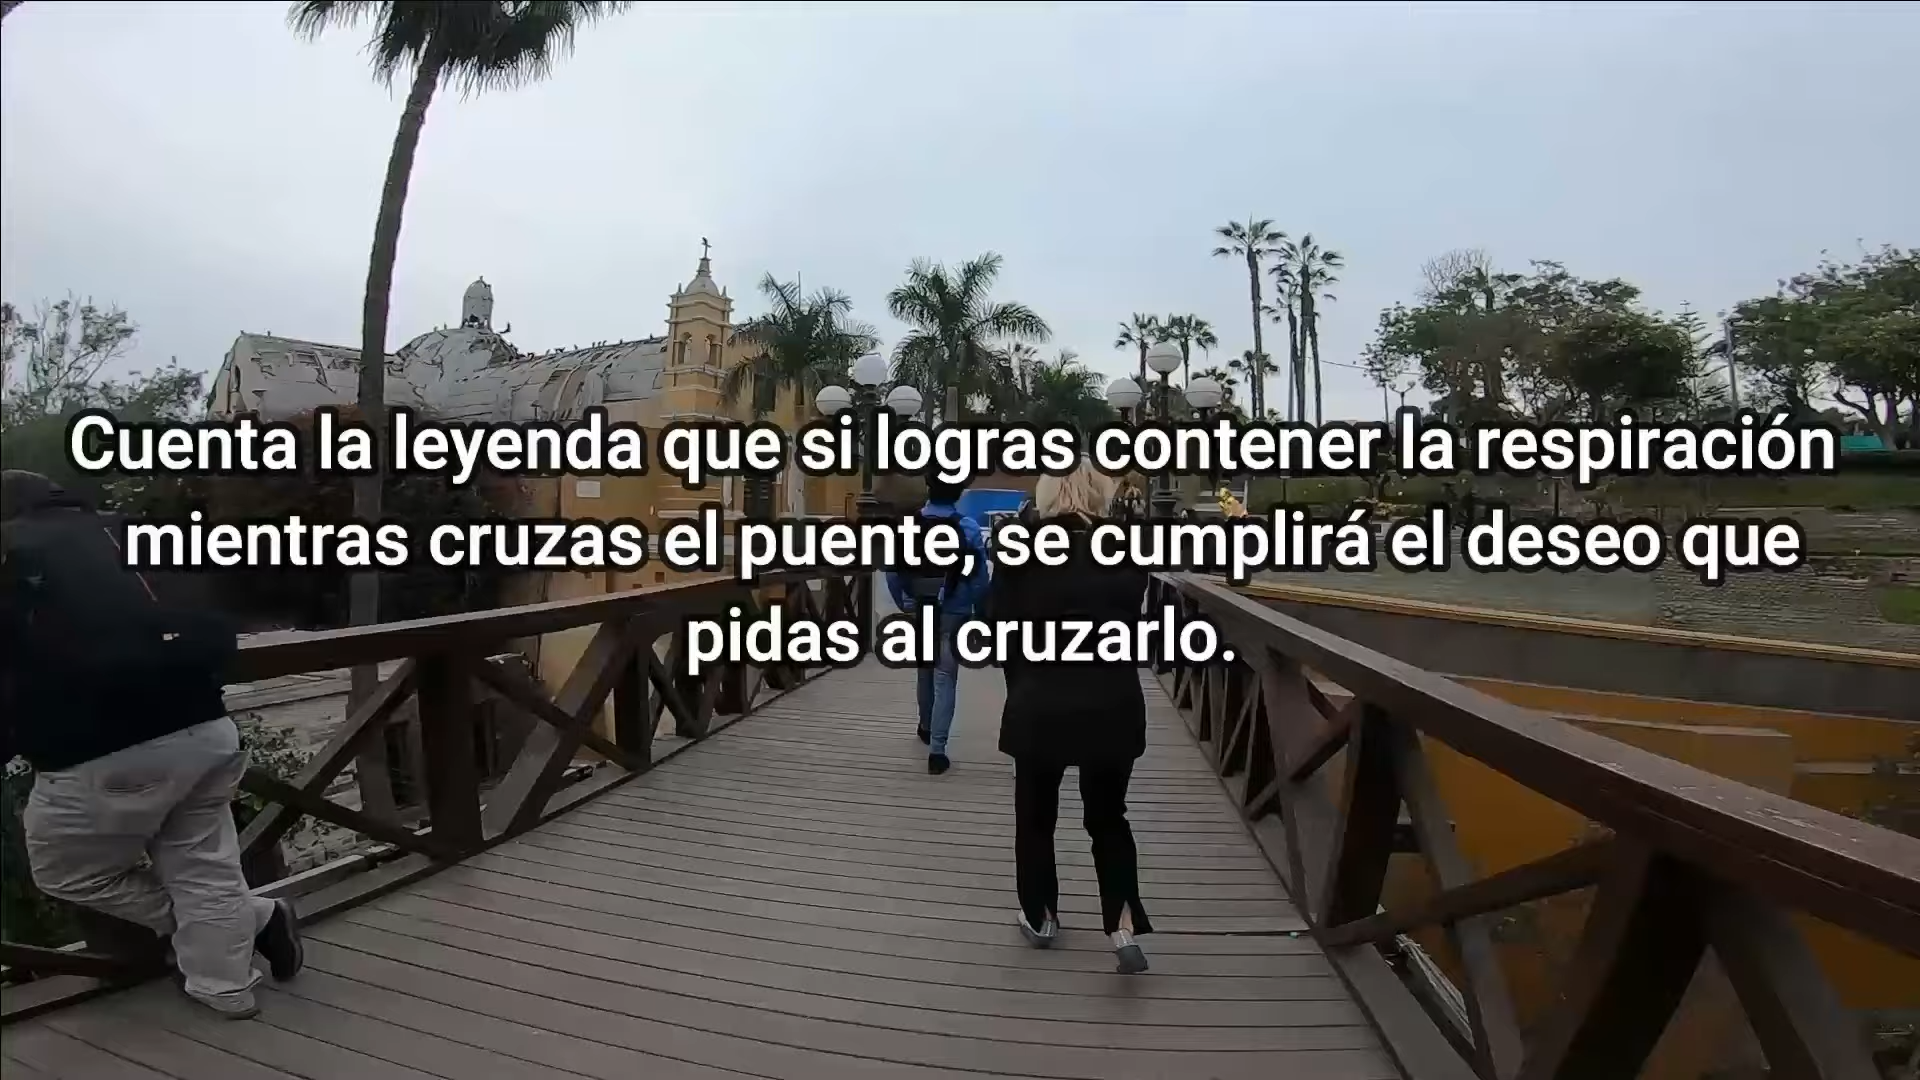 Cuenta la leyenda que si logras contener la respiración
mientras cruzas el puente, se cumplirá el deseo que
pidas al cruzarlo.